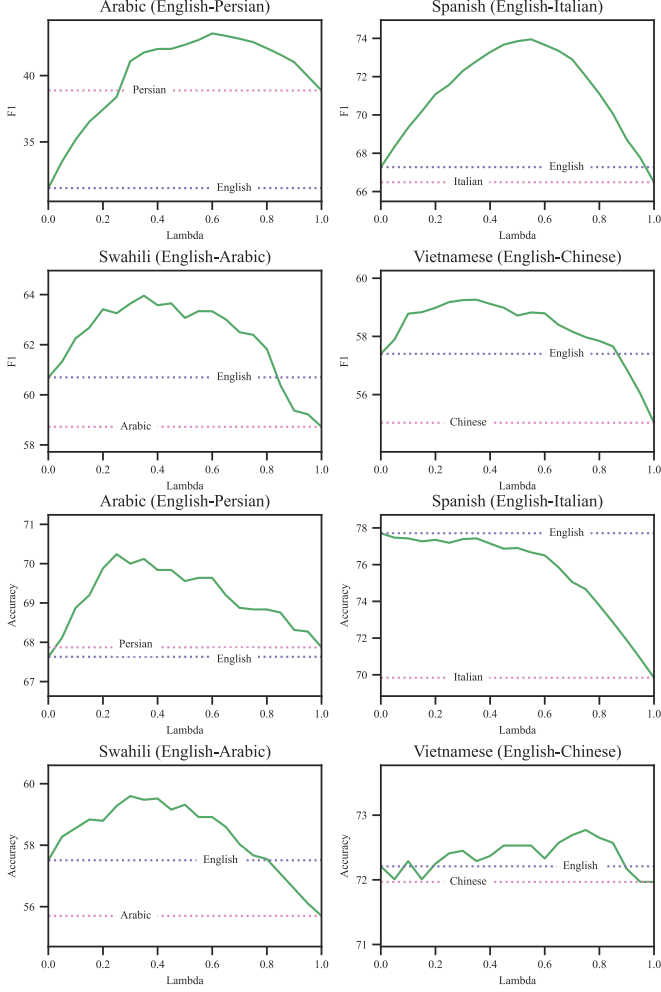 Arabic (English-Persian)
F1
40
35
Persian
English
0.0 0.2 0.4 0.6 0.8 1.0
Lambda
Spanish (English-Italian)
F1
74
72
70
68
66
English
Italian
0.0 0.2 0.4 0.6 0.8 1.0
Lambda
Swahili (English-Arabic)
F1
64
62
60
58
English
Arabic
0.0 0.2 0.4 0.6 0.8 1.0
Lambda
Vietnamese (English-Chinese)
F1
60
58
56
English
Chinese
0.0 0.2 0.4 0.6 0.8 1.0
Lambda
Arabic (English-Persian)
Accuracy
71
70
69
68
67
Persian
English
0.0 0.2 0.4 0.6 0.8 1.0
Lambda
Spanish (English-Italian)
Accuracy
78
76
74
72
70
English
Italian
0.0 0.2 0.4 0.6 0.8 1.0
Lambda
Swahili (English-Arabic)
Accuracy
60
58
56
English
Arabic
0.0 0.2 0.4 0.6 0.8 1.0
Lambda
Vietnamese (English-Chinese)
Accuracy
73
72
71
English
Chinese
0.0 0.2 0.4 0.6 0.8 1.0
Lambda